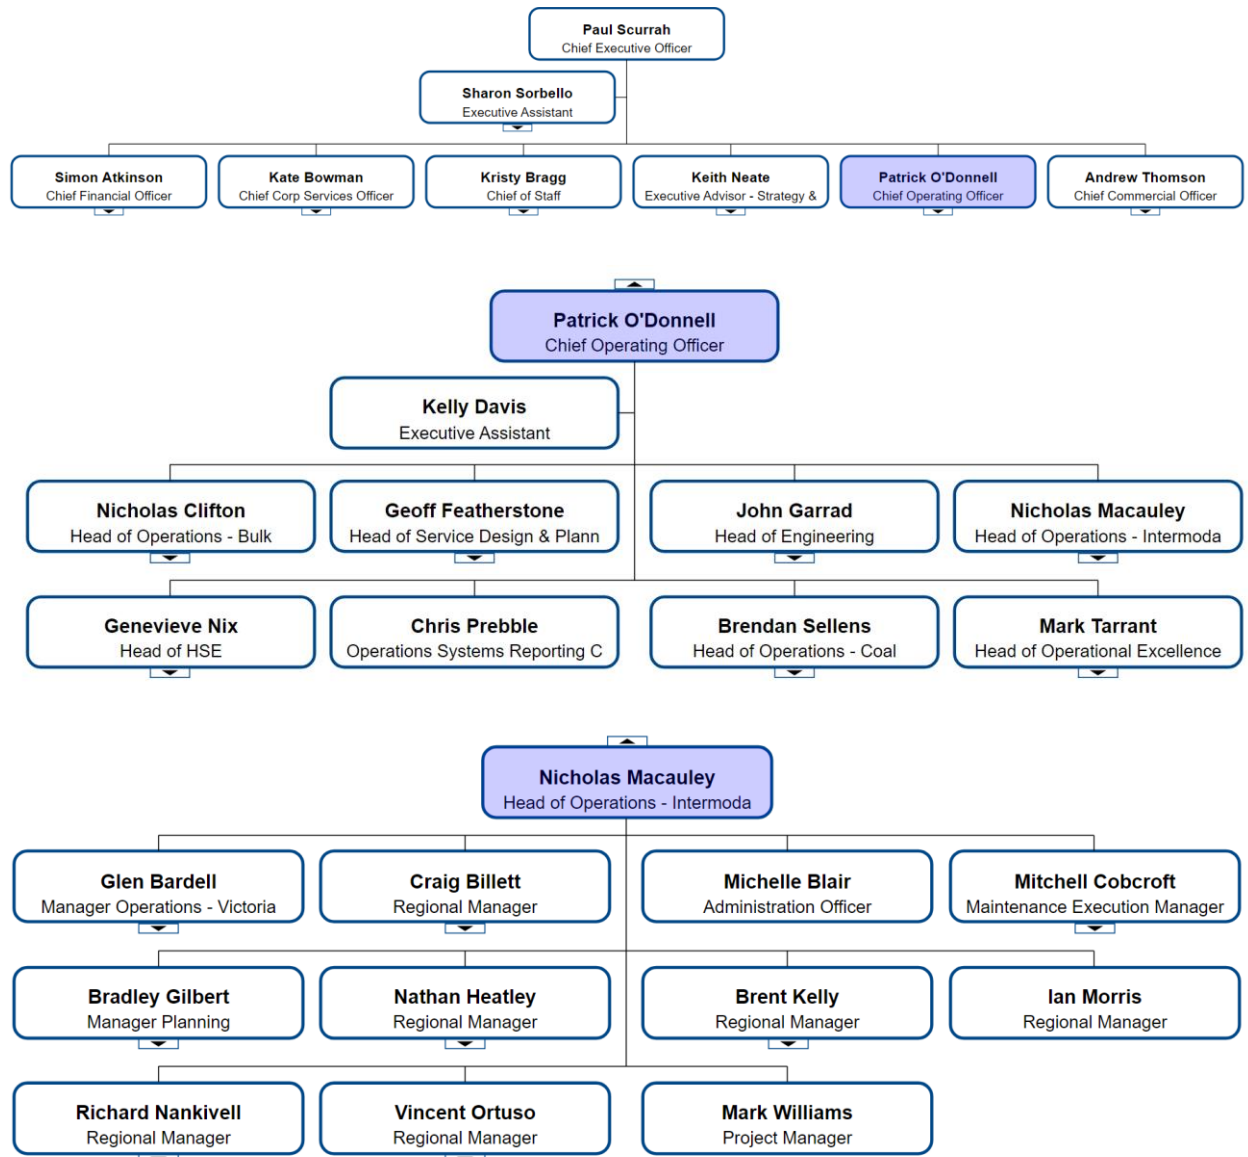 Paul Scurrah
Chief Executive Officer
Sharon Sorbello
Executive Assistant
Simon Atkinson
Chief Financial Officer
Kate Bowman
Chief Corp Services Officer
Kristy Bragg
Chief of Staff
Keith Neate
Executive Advisor - Strategy &
Patrick O'Donnell
Chief Operating Officer
Andrew Thomson
Chief Commercial Officer
Patrick O'Donnell
Chief Operating Officer
Kelly Davis
Executive Assistant
Nicholas Clifton
Head of Operations - Bulk
Geoff Featherstone
Head of Service Design & Plann
John Garrad
Head of Engineering
Nicholas Macauley
Head of Operations - Intermoda
Genevieve Nix
Head of HSE
Chris Prebble
Operations Systems Reporting C
Brendan Sellens
Head of Operations - Coal
Mark Tarrant
Head of Operational Excellence
Nicholas Macauley
Head of Operations - Intermoda
Glen Bardell
Manager Operations - Victoria
Craig Billett
Regional Manager
Michelle Blair
Administration Officer
Mitchell Cobcroft
Maintenance Execution Manager
Bradley Gilbert
Manager Planning
Nathan Heatley
Regional Manager
Brent Kelly
Regional Manager
Ian Morris
Regional Manager
Richard Nankivell
Regional Manager
Vincent Ortuso
Regional Manager
Mark Williams
Project Manager